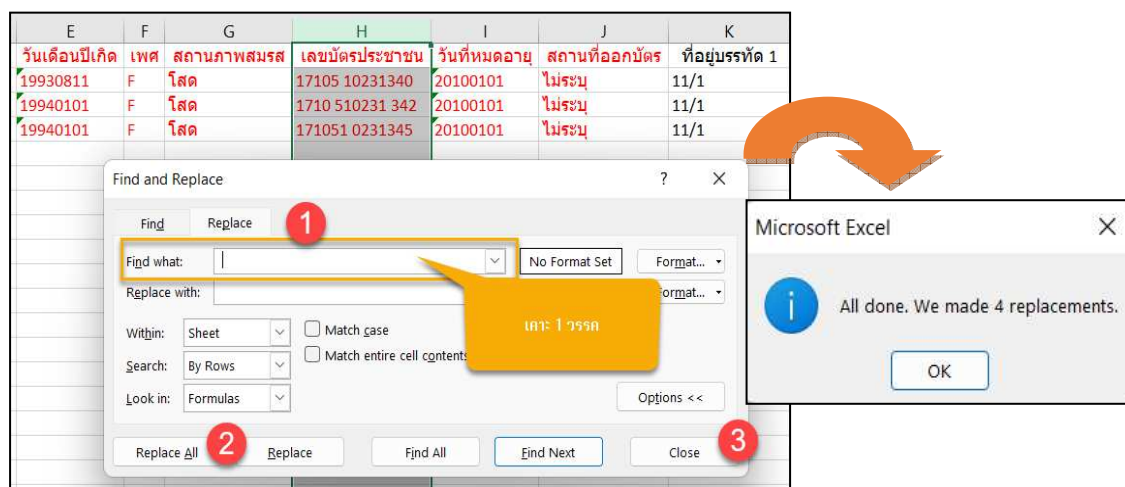 E F G H I J K
วันเดือนปีเกิด เพศ สถานภาพสมรส เลขบัตรประชาชน วันที่หมดอายุ สถานที่ออกบัตร ที่อยู่บรรทัด 1
19930811 F โสด 17105 10231340 20100101 ไม่ระบุ 11/1
19940101 F โสด 1710 510231 342 20100101 ไม่ระบุ 11/1
19940101 F โสด 171051 0231345 20100101 ไม่ระบุ 11/1
Find and Replace ? X
Find Replace 1
Find what: No Format Set Format...
Replace with: Format...
เคาะ 1 วรรค
Within: Sheet Match case
Search: By Rows Match entire cell contents
Look in: Formulas Options <<
Replace All 2 Replace Find All Find Next Close 3
Microsoft Excel X
i All done. We made 4 replacements.
OK